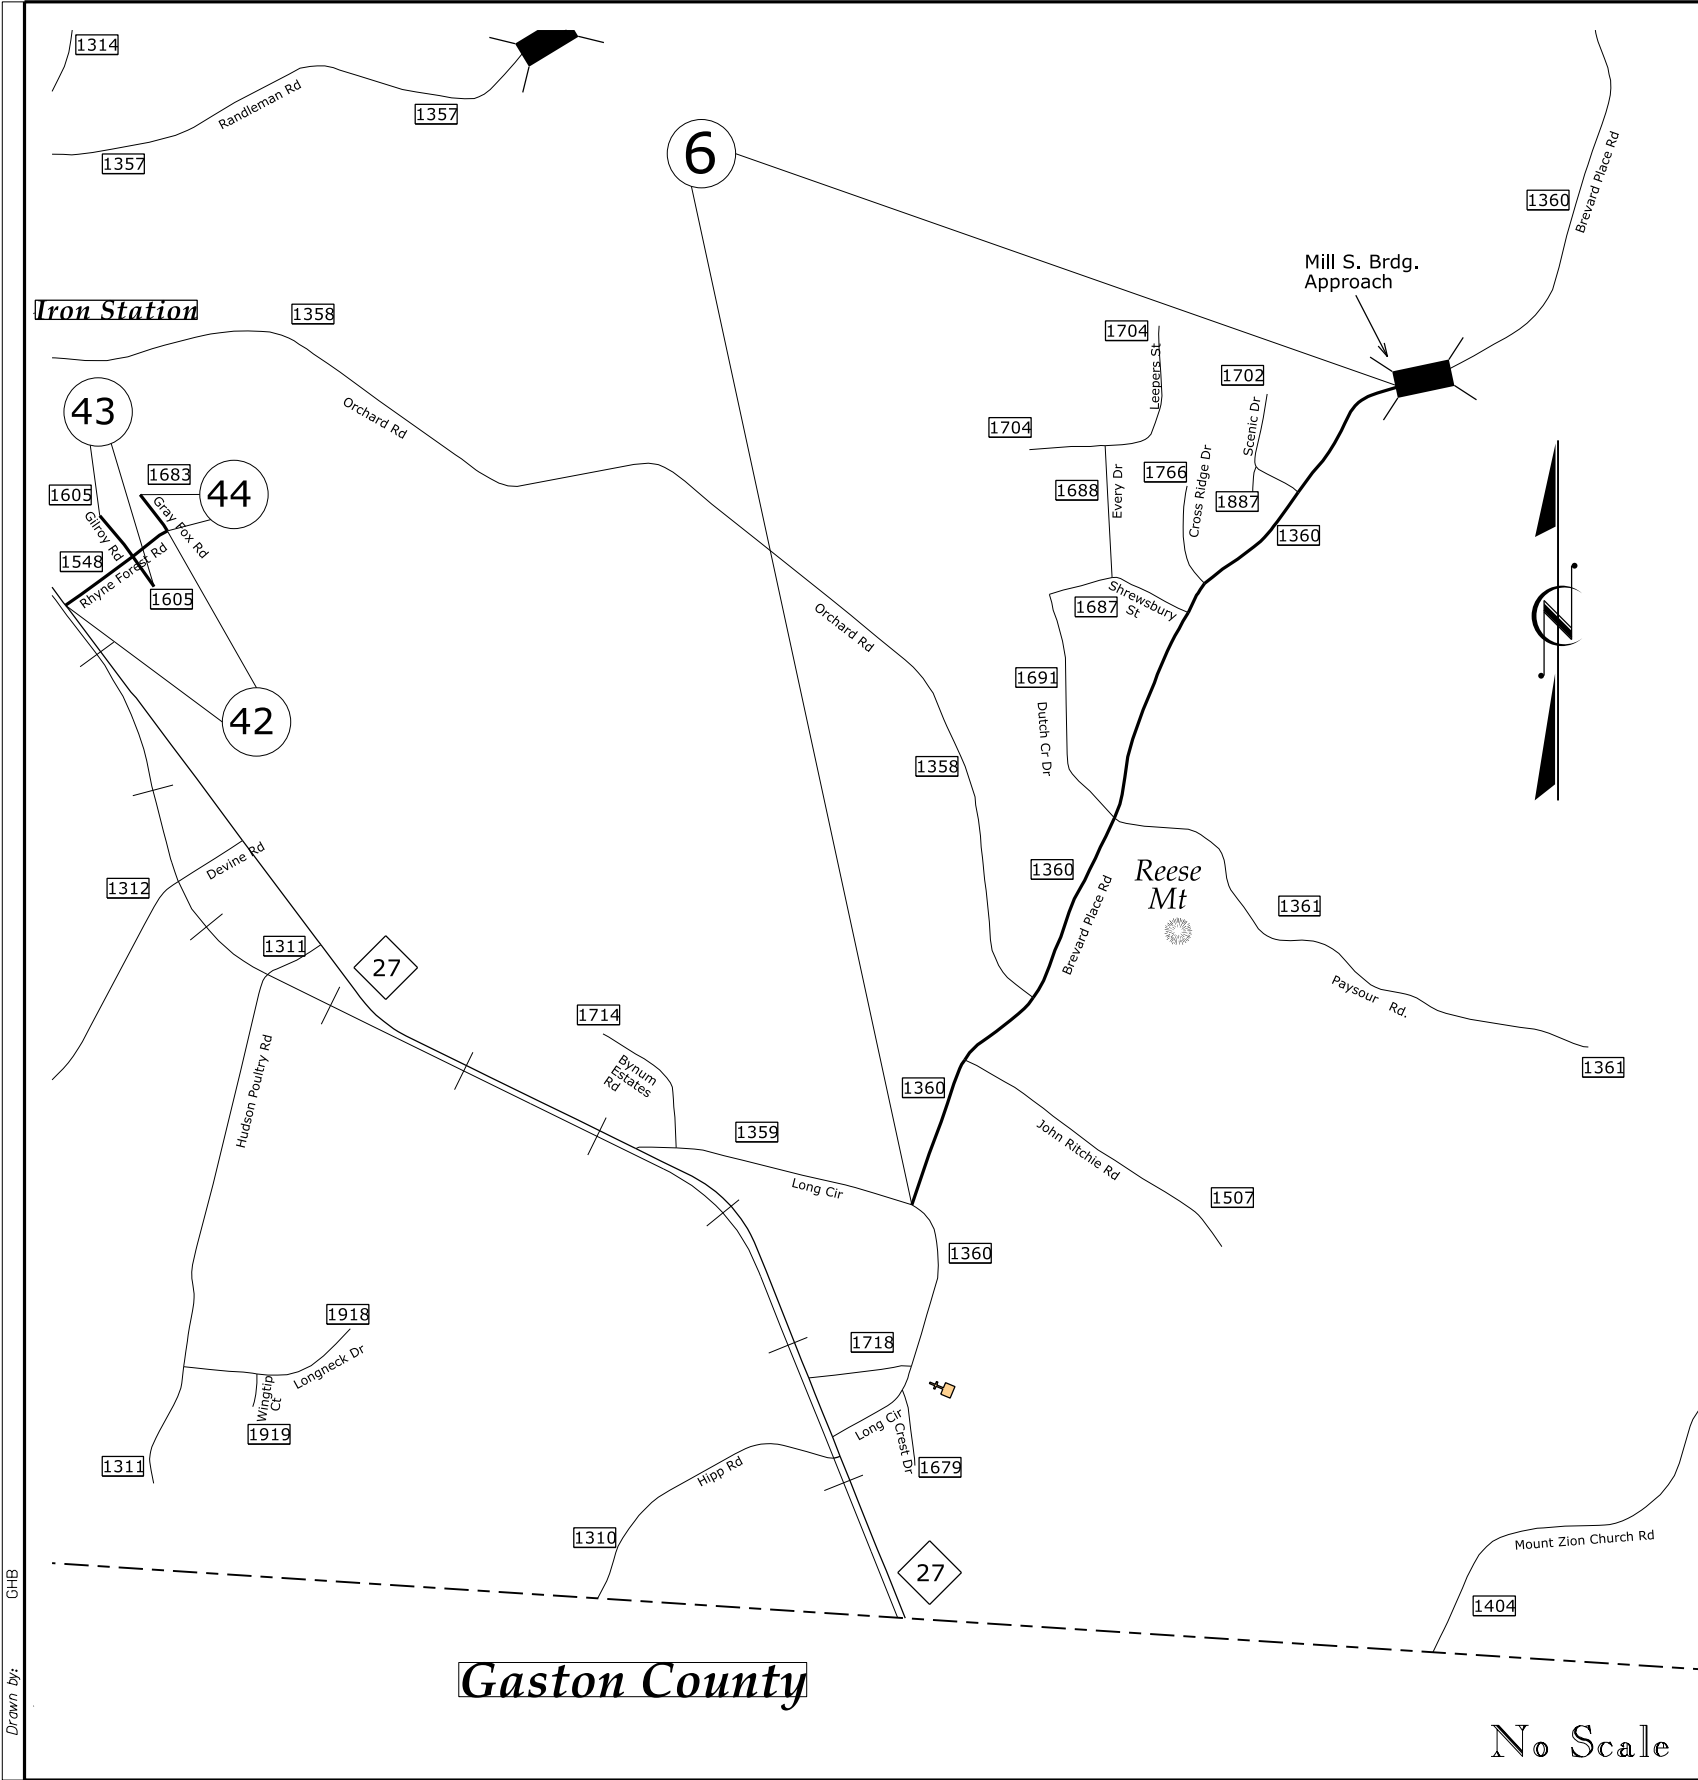 1314
Randleman Rd
1357
1357
6
Brevard Place Rd
1360
Mill S. Brdg.
Approach
Iron Station
1358
1704
Leepers St
1702
43
Orchard Rd
1704
Scenic Dr
1683
44
1605
Gray Fox Rd
Gilroy Rd
1688
Every Dr
1766
Cross Ridge Dr
1887
1360
1548
Rhyne Forest Rd
1605
Shrewsbury
St
1687
Orchard Rd
N
1691
42
Dutch Cr Dr
1358
Devine Rd
1312
1360
Reese
Mt
1361
Brevard Place Rd
1311
27
Paysour Rd.
1714
Bynum
Estates
Rd
1361
Hudson Poultry Rd
1360
1359
John Ritchie Rd
Long Cir
1507
1360
1918
1718
Longneck Dr
Wingtip
Ct
1919
Long Cir
Crest Dr
1311
Hipp Rd
1679
1310
Mount Zion Church Rd
27
1404
Gaston County
No Scale
Drawn by: GHB